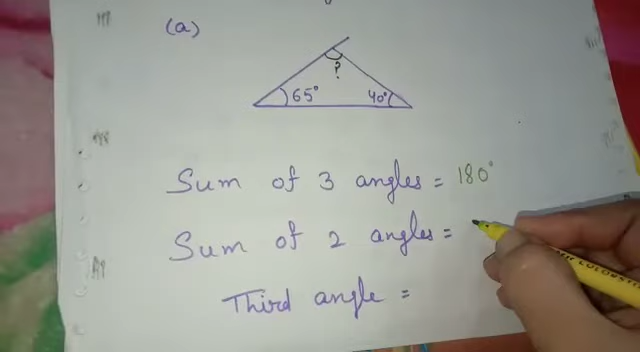 (a)
?
65° 40°
Sum of 3 angles = 180°
Sum of 2 angles =
Third angle =